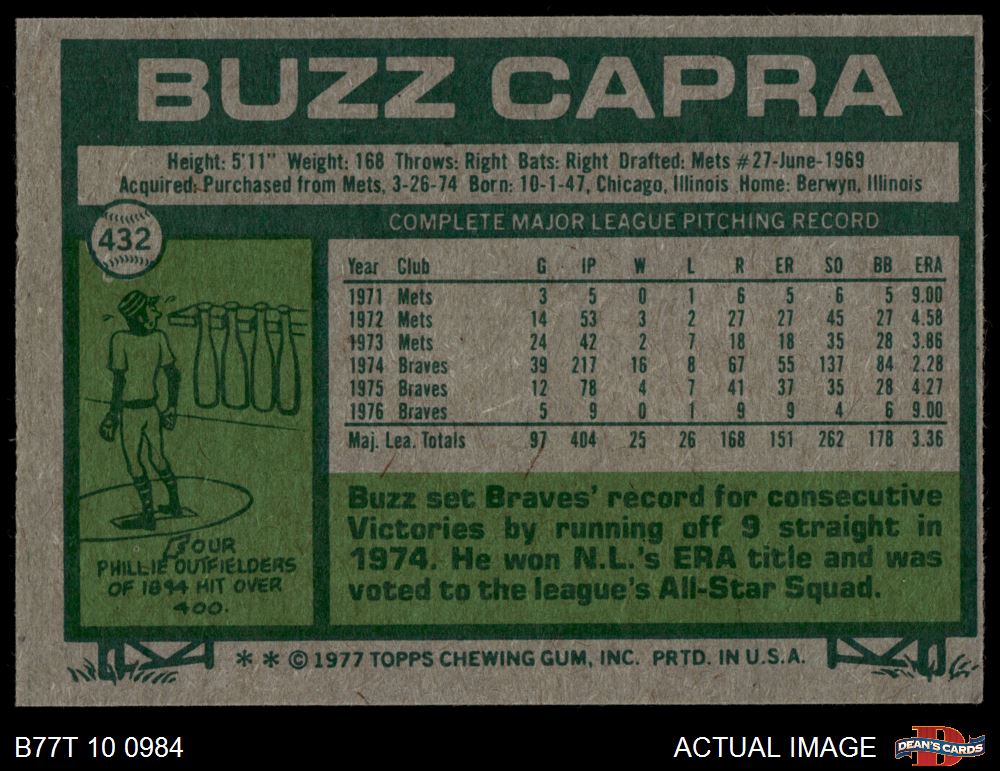 BUZZ CAPRA
Height: 5'11" Weight: 168 Throws: Right Bats: Right Drafted: Mets #27-June-1969
Acquired: Purchased from Mets, 3-26-74 Born: 10-1-47, Chicago, Illinois Home: Berwyn, Illinois
432
COMPLETE MAJOR LEAGUE PITCHING RECORD
Year Club G IP W L R ER SO BB ERA
1971 Mets 3 5 0 1 6 5 6 5 9.00
1972 Mets 14 53 3 2 27 27 45 27 4.58
1973 Mets 24 42 2 7 18 18 35 28 3.86
1974 Braves 39 217 16 8 67 55 137 84 2.28
1975 Braves 12 78 4 7 41 37 35 28 4.27
1976 Braves 5 9 0 1 9 9 4 6 9.00
Maj. Lea. Totals 97 404 25 26 168 151 262 178 3.36
FOUR
PHILLIE OUTFIELDERS
OF 1894 HIT OVER
.400.
Buzz set Braves' record for consecutive
Victories by running off 9 straight in
1974. He won N.L.'s ERA title and was
voted to the league's All-Star Squad.
* * © 1977 TOPPS CHEWING GUM, INC. PRTD. IN U.S.A.
B77T 10 0984
ACTUAL IMAGE
D
DEAN'S CARDS